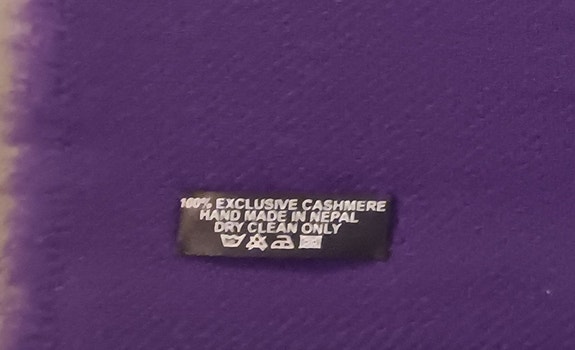 100% EXCLUSIVE CASHMERE
HAND MADE IN NEPAL
DRY CLEAN ONLY